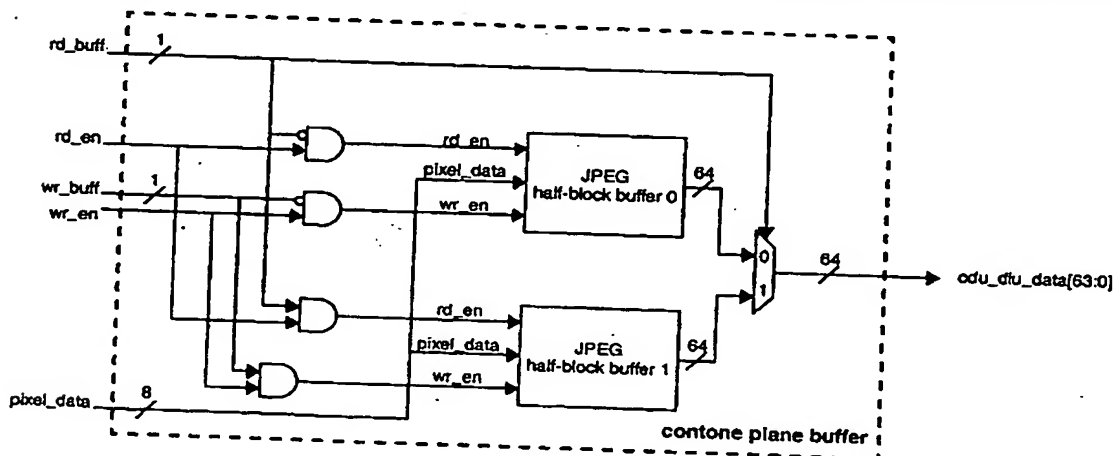 rd_buff
1
rd_en
wr_buff
1
wr_en
rd_en
pixel_data
wr_en
JPEG
half-block buffer 0
64
0
1
64
cdu_diu_data[63:0]
rd_en
pixel_data
wr_en
JPEG
half-block buffer 1
64
pixel_data
8
contone plane buffer